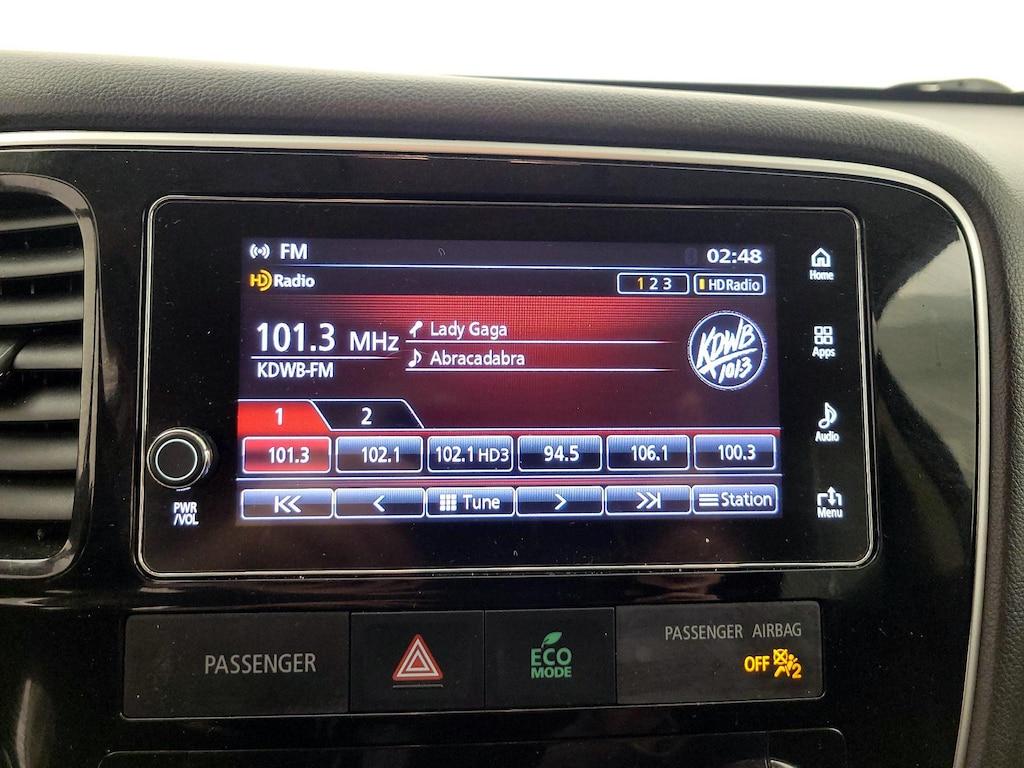 FM
02:48
Home
HD Radio
1 2 3
HD Radio
101.3 MHz
Lady Gaga
Abracadabra
KDWB
101.3
KDWB-FM
Apps
1
2
101.3
102.1
102.1 HD3
94.5
106.1
100.3
Audio
Tune
Station
Menu
PWR
/VOL
PASSENGER
ECO
MODE
PASSENGER AIRBAG
OFF
2